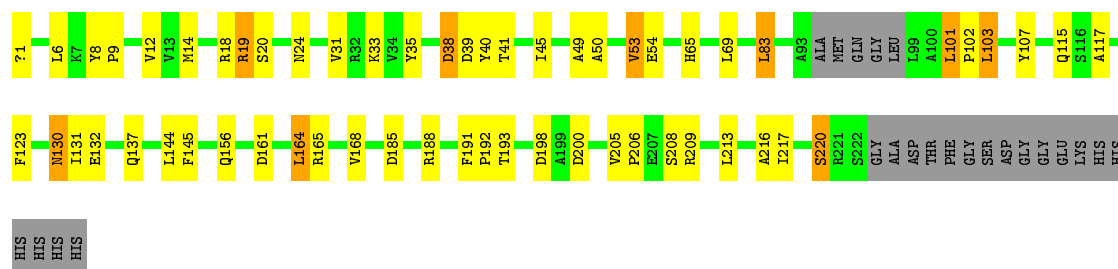 ?1 L6 K7 Y8 P9 V12 V13 M14 R18 R19 S20 N24 V31 R32 K33 V34 Y35 D38 D39 Y40 T41 I45 A49 A50 V53 E54 H65 L69 L83 A93 ALA MET GLN GLY LEU L99 A100 L101 P102 L103 Y107 Q115 S116 A117
F123 N130 I131 E132 Q137 L144 F145 Q156 D161 L164 R165 V168 D185 R188 F191 P192 T193 D198 A199 D200 V205 P206 E207 S208 R209 L213 A216 I217 S220 R221 S222 GLY ALA ASP THR PHE GLY SER ASP GLY GLY GLU LYS HIS HIS
HIS HIS HIS HIS